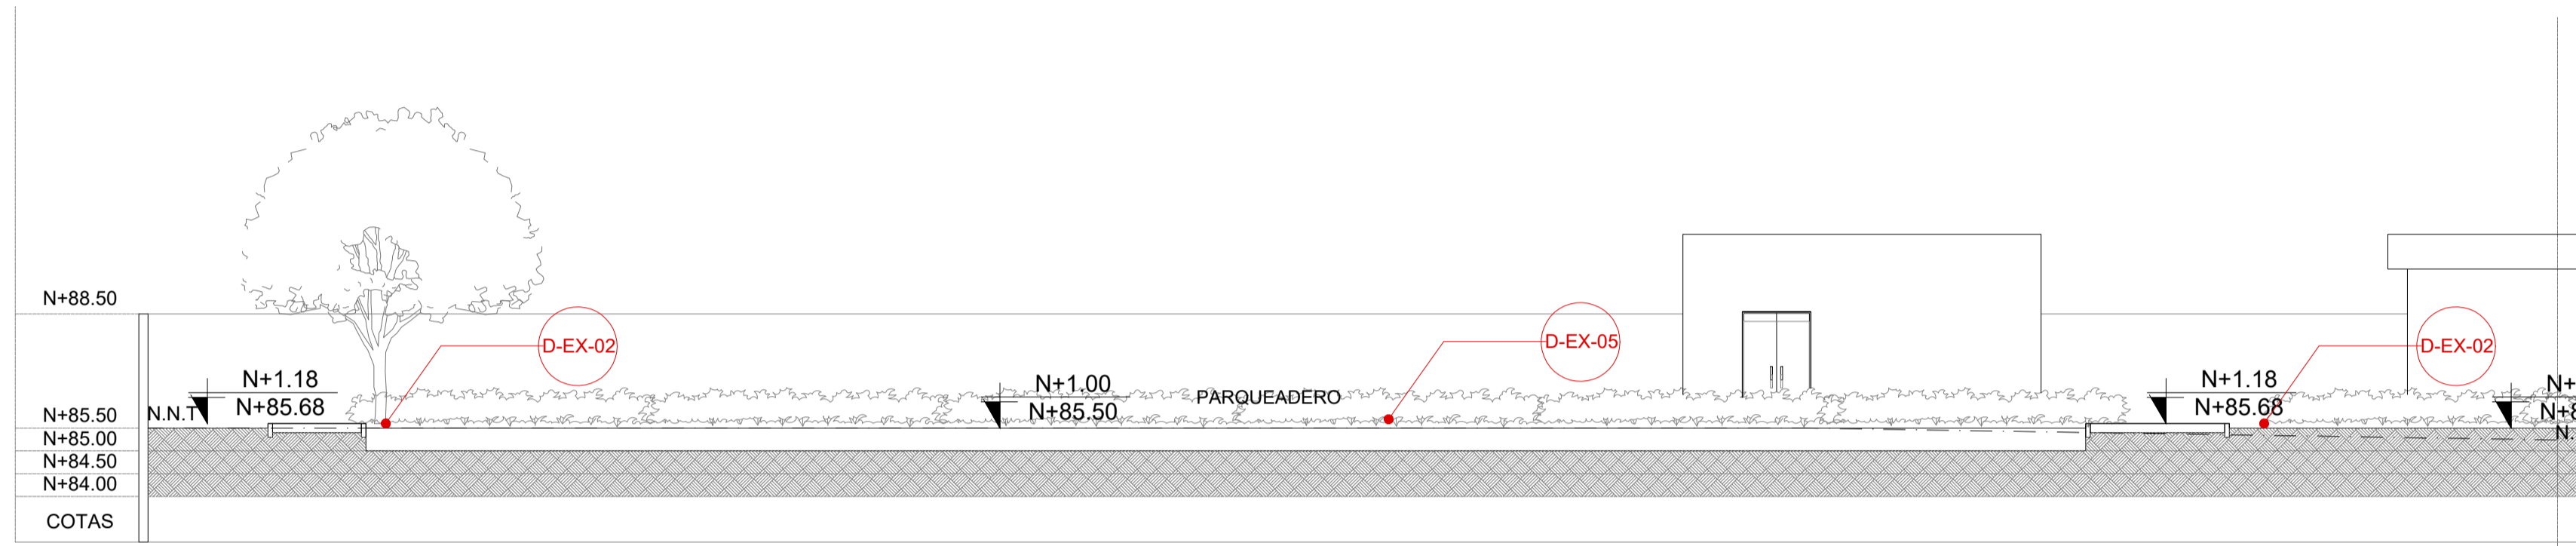 N+88.50
D-EX-02
D-EX-05
D-EX-02
N+1.18
N+85.68
N+1.00
N+85.50
PARQUEADERO
N+1.18
N+85.68
N+85.50
N.N.T
N+85.00
N+84.50
N+84.00
COTAS